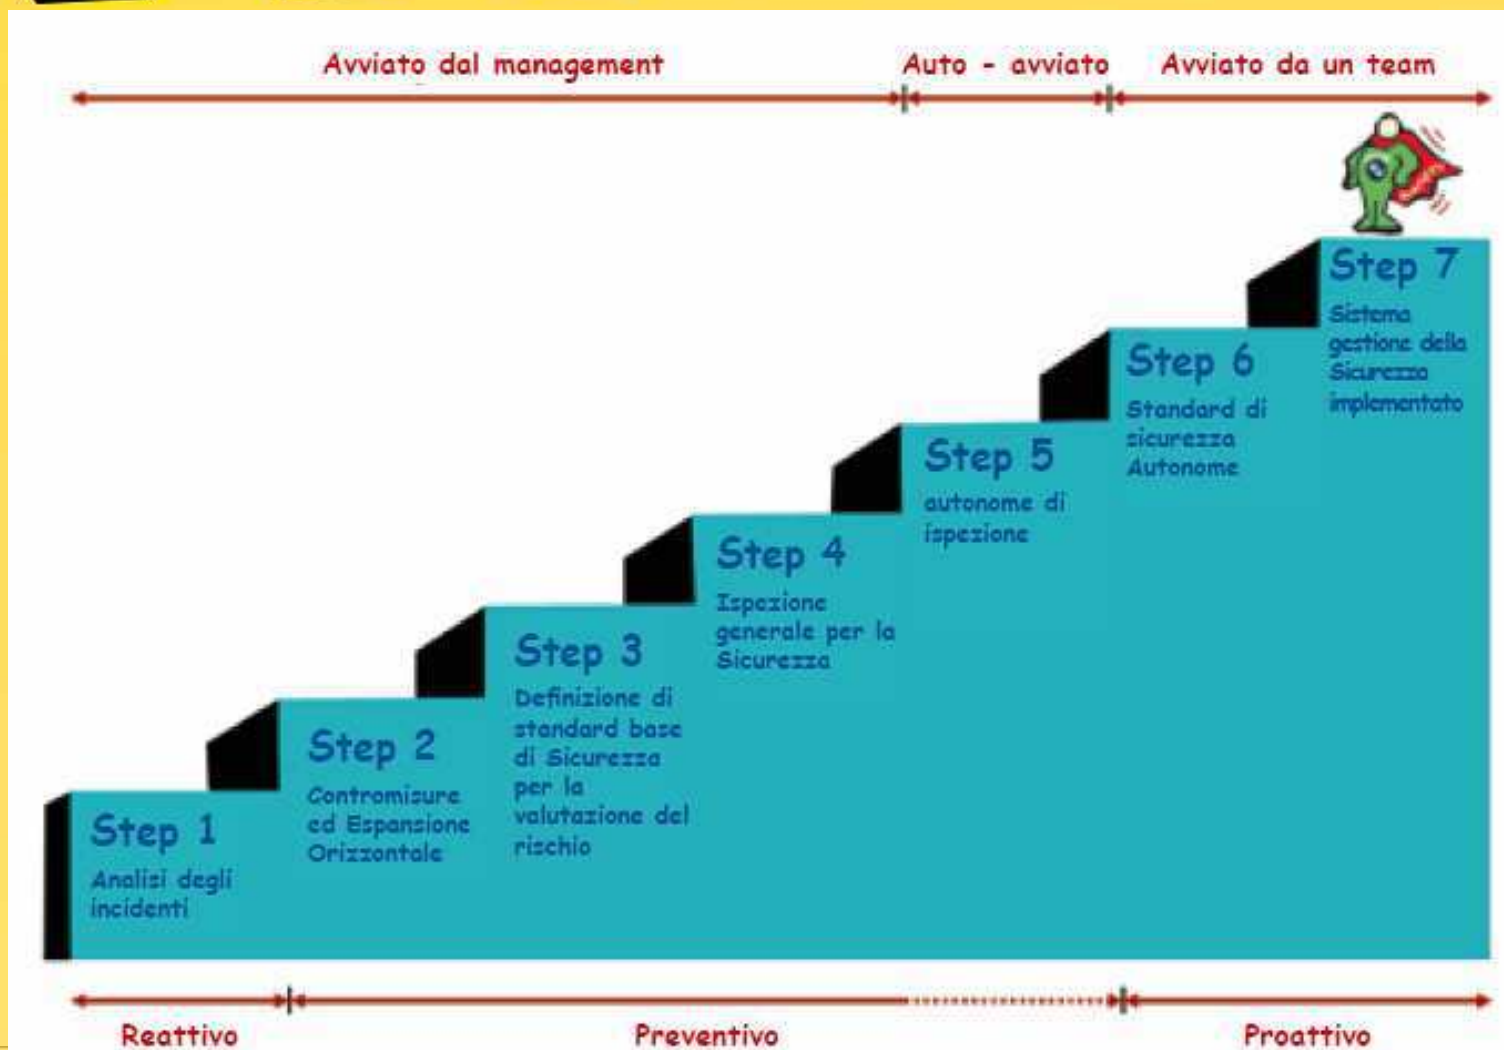 Avviato dal management
Auto - avviato
Avviato da un team
Step 7
Sistema
gestione della
Sicurezza
implementato
Step 6
Standard di
sicurezza
Autonome
Step 5
autonome di
ispezione
Step 4
Ispezione
generale per la
Sicurezza
Step 3
Definizione di
standard base
di Sicurezza
per la
valutazione del
rischio
Step 2
Contromisure
ed Espansione
Orizzontale
Step 1
Analisi degli
incidenti
Reattivo
Preventivo
Proattivo